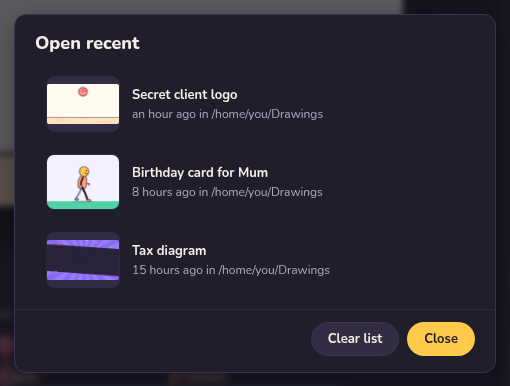 Open recent
Secret client logo
an hour ago in /home/you/Drawings
Birthday card for Mum
8 hours ago in /home/you/Drawings
Tax diagram
15 hours ago in /home/you/Drawings
Clear list
Close